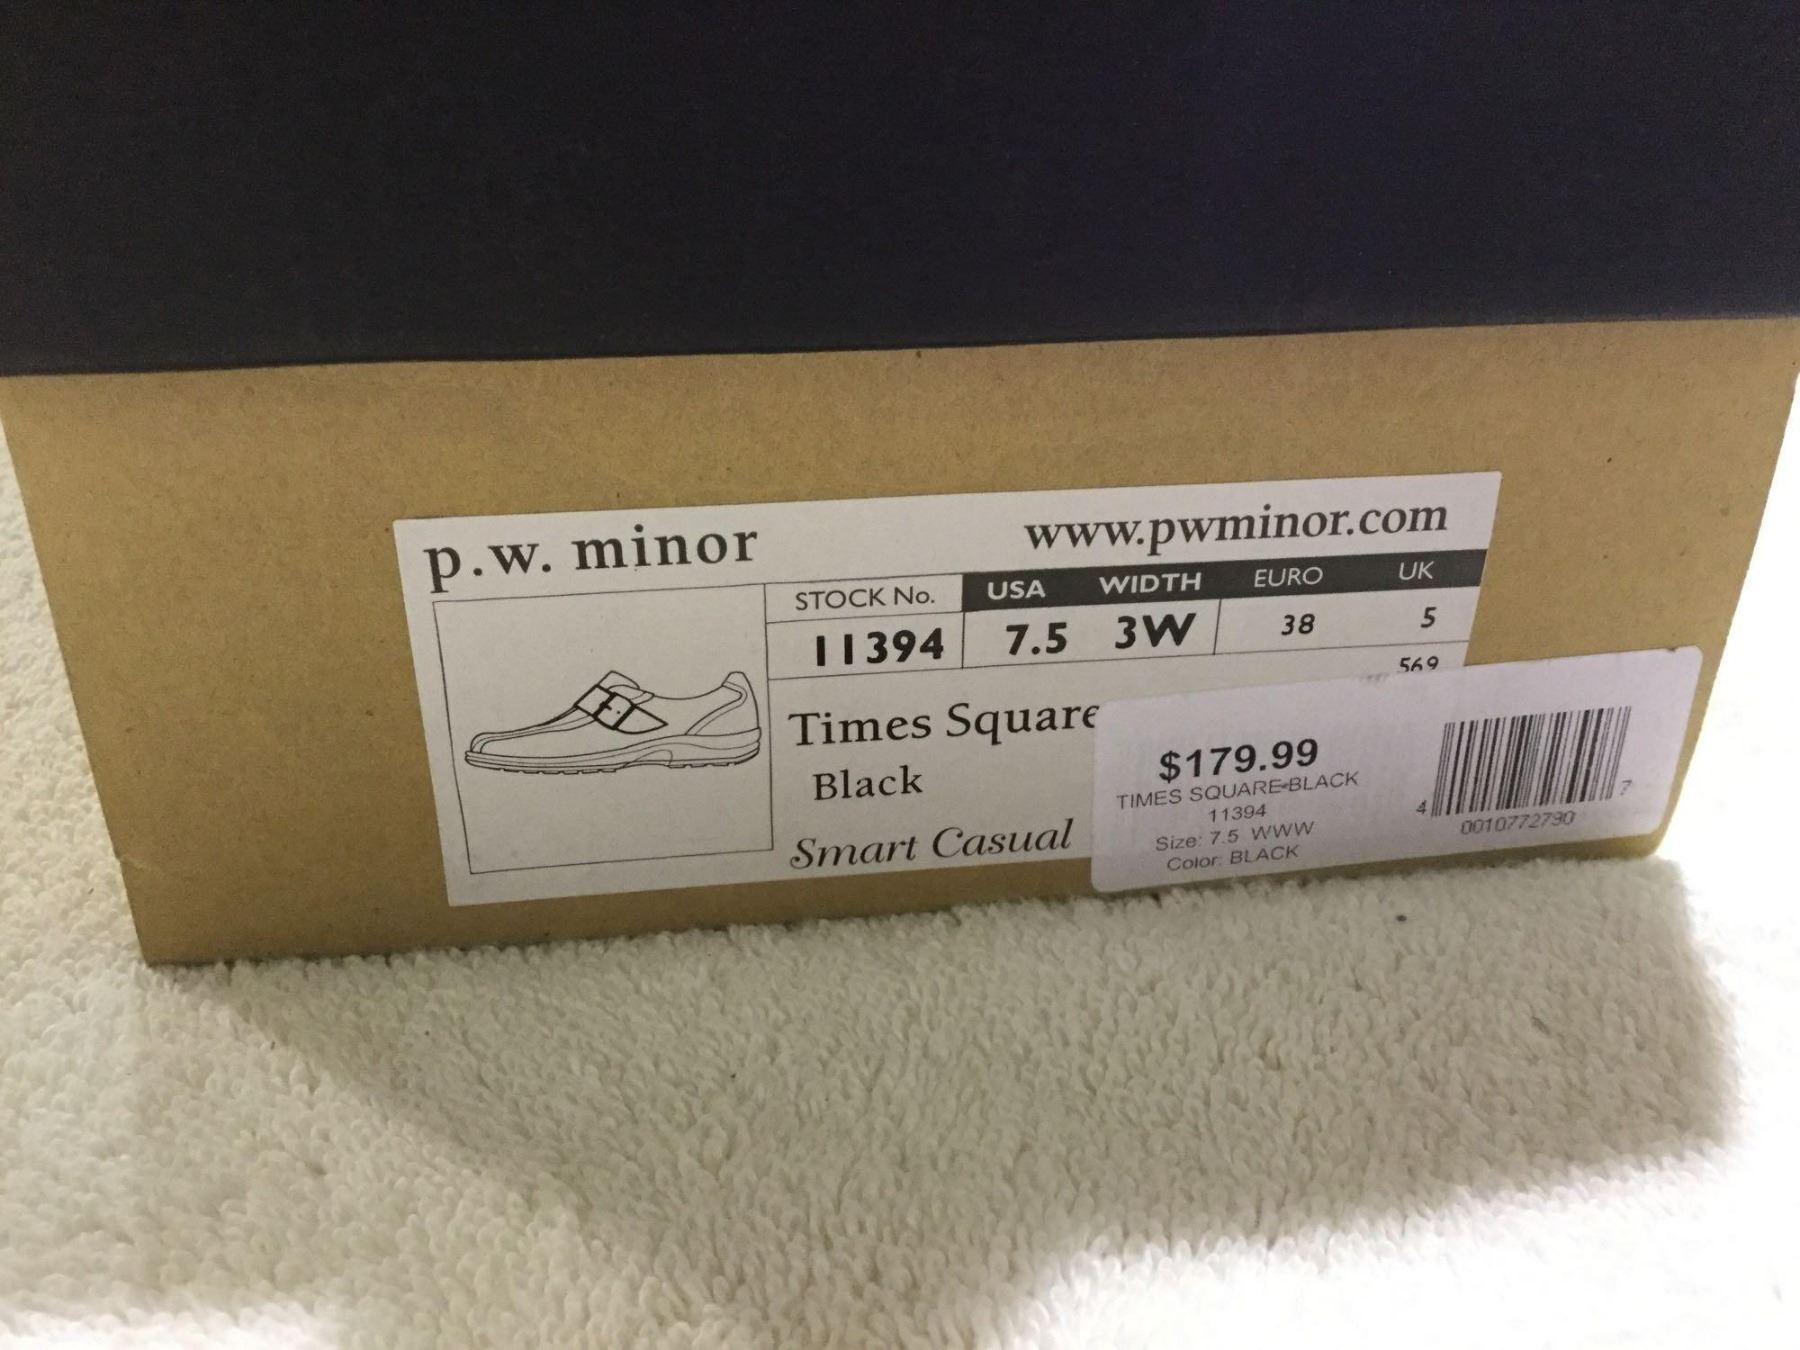 p.w. minor
www.pwminor.com
STOCK No. USA WIDTH EURO UK
11394 7.5 3W 38 5
569
Times Square
Black
Smart Casual
$179.99
TIMES SQUARE-BLACK
11394
Size: 7.5 WWW
Color: BLACK
4 0010772790 7